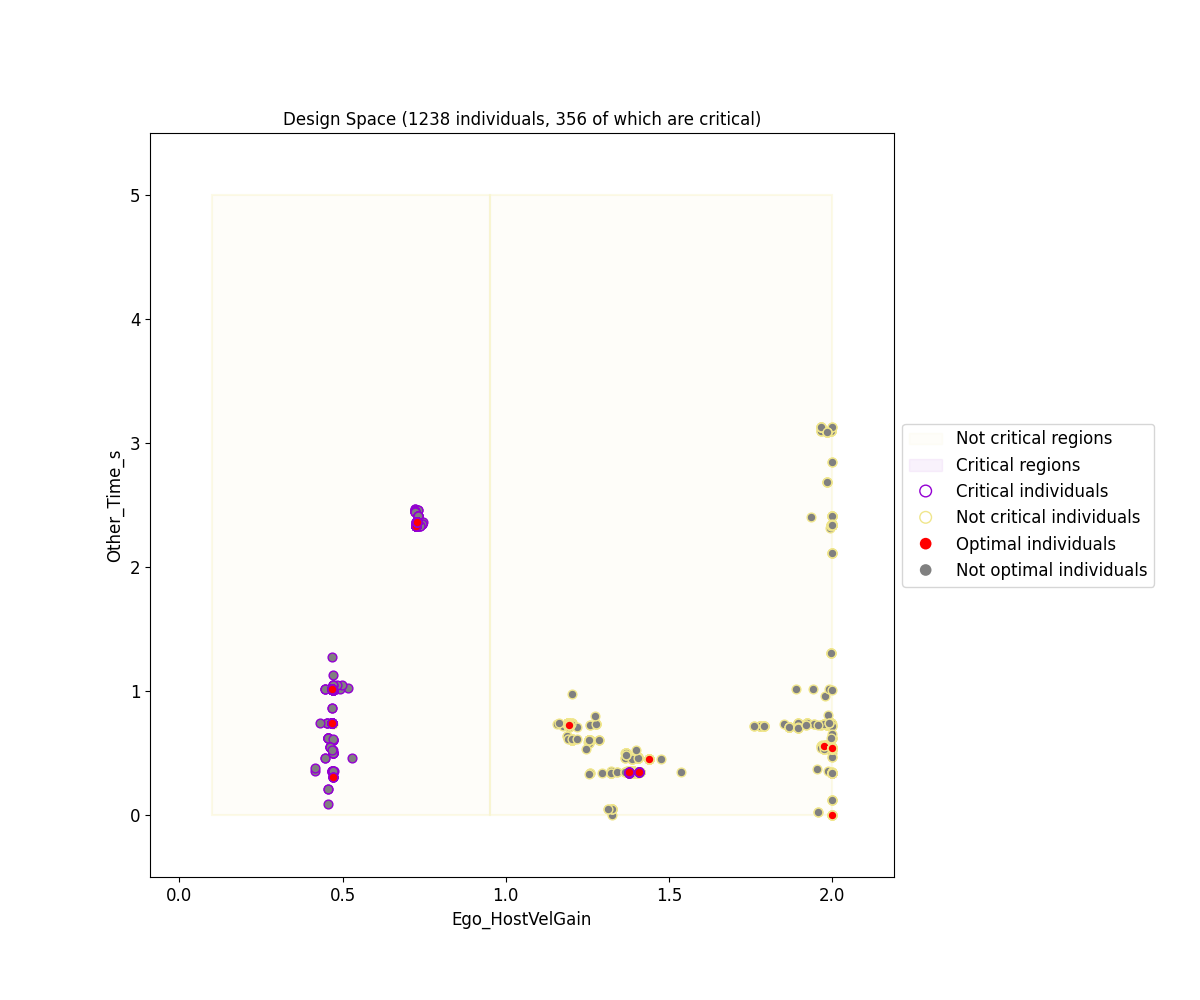 Design Space (1238 individuals, 356 of which are critical)
Other_Time_s
5
4
3
2
1
0
0.0 0.5 1.0 1.5 2.0
Ego_HostVelGain
Not critical regions
Critical regions
Critical individuals
Not critical individuals
Optimal individuals
Not optimal individuals